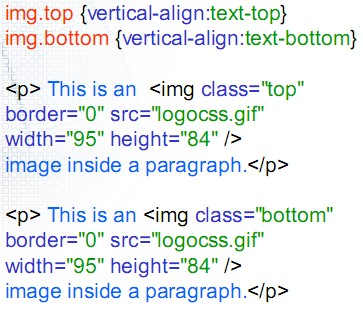 img.top {vertical-align:text-top}
img.bottom {vertical-align:text-bottom}
<p> This is an <img class="top"
border="0" src="logocss.gif"
width="95" height="84" />
image inside a paragraph.</p>
<p> This is an <img class="bottom"
border="0" src="logocss.gif"
width="95" height="84" />
image inside a paragraph.</p>